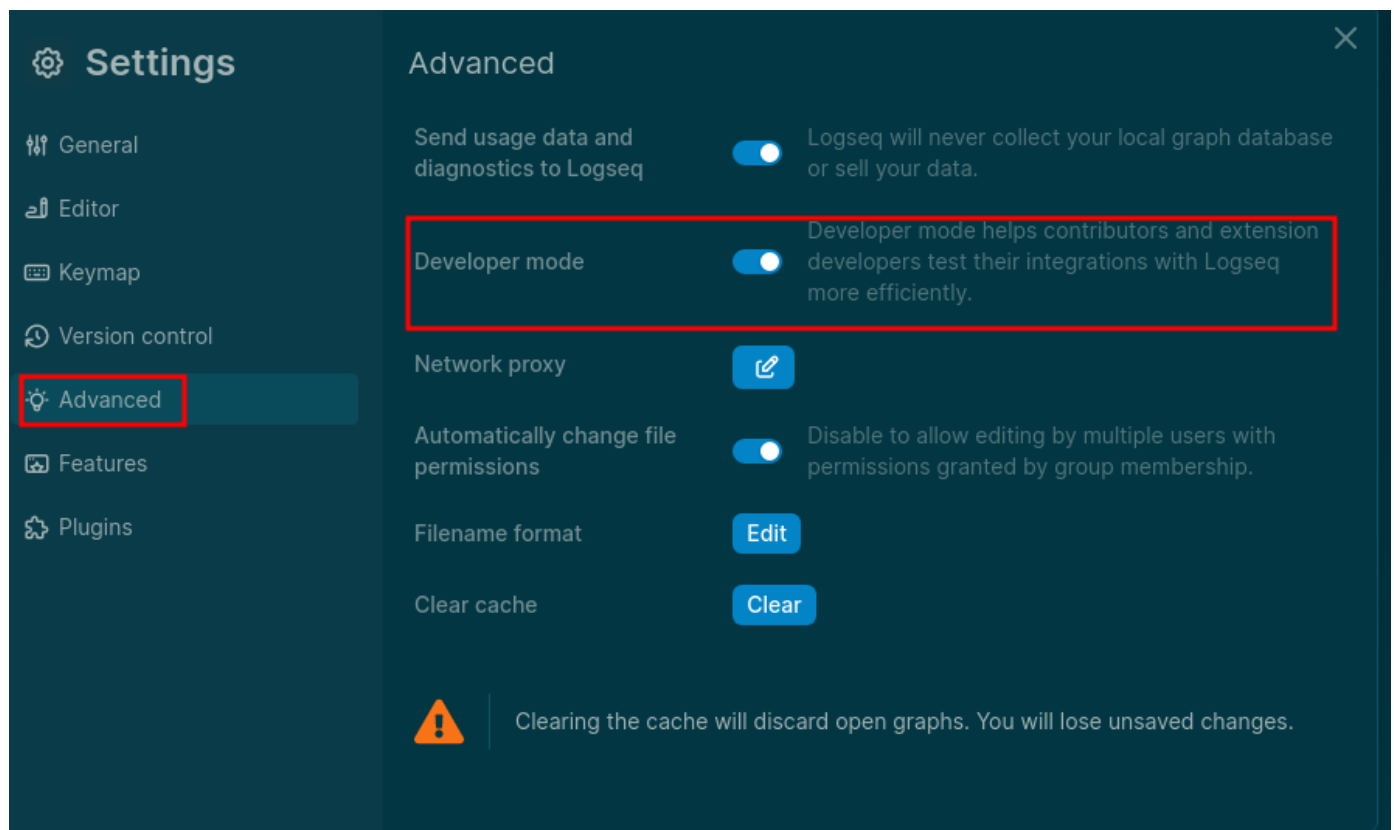 Settings
General
Editor
Keymap
Version control
Advanced
Features
Plugins
Advanced
Send usage data and
diagnostics to Logseq
Logseq will never collect your local graph database
or sell your data.
Developer mode
Developer mode helps contributors and extension
developers test their integrations with Logseq
more efficiently.
Network proxy
Automatically change file
permissions
Disable to allow editing by multiple users with
permissions granted by group membership.
Filename format
Edit
Clear cache
Clear
Clearing the cache will discard open graphs. You will lose unsaved changes.